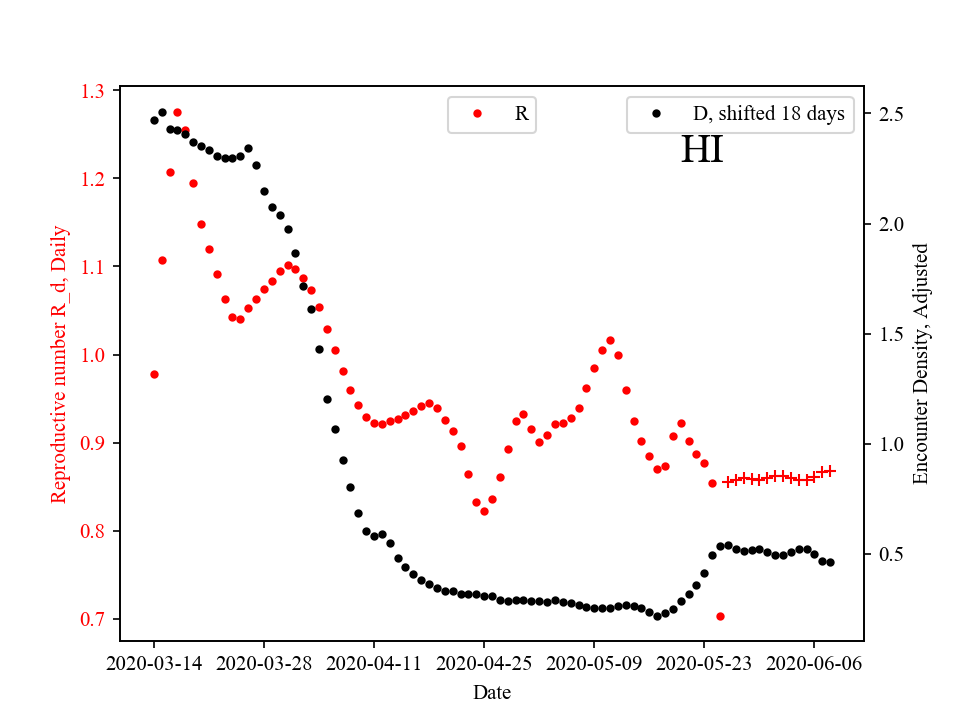 R
D, shifted 18 days
HI
1.3
1.2
1.1
1.0
0.9
0.8
0.7
Reproductive number R_d, Daily
2.5
2.0
1.5
1.0
0.5
Encounter Density, Adjusted
2020-03-14 2020-03-28 2020-04-11 2020-04-25 2020-05-09 2020-05-23 2020-06-06
Date